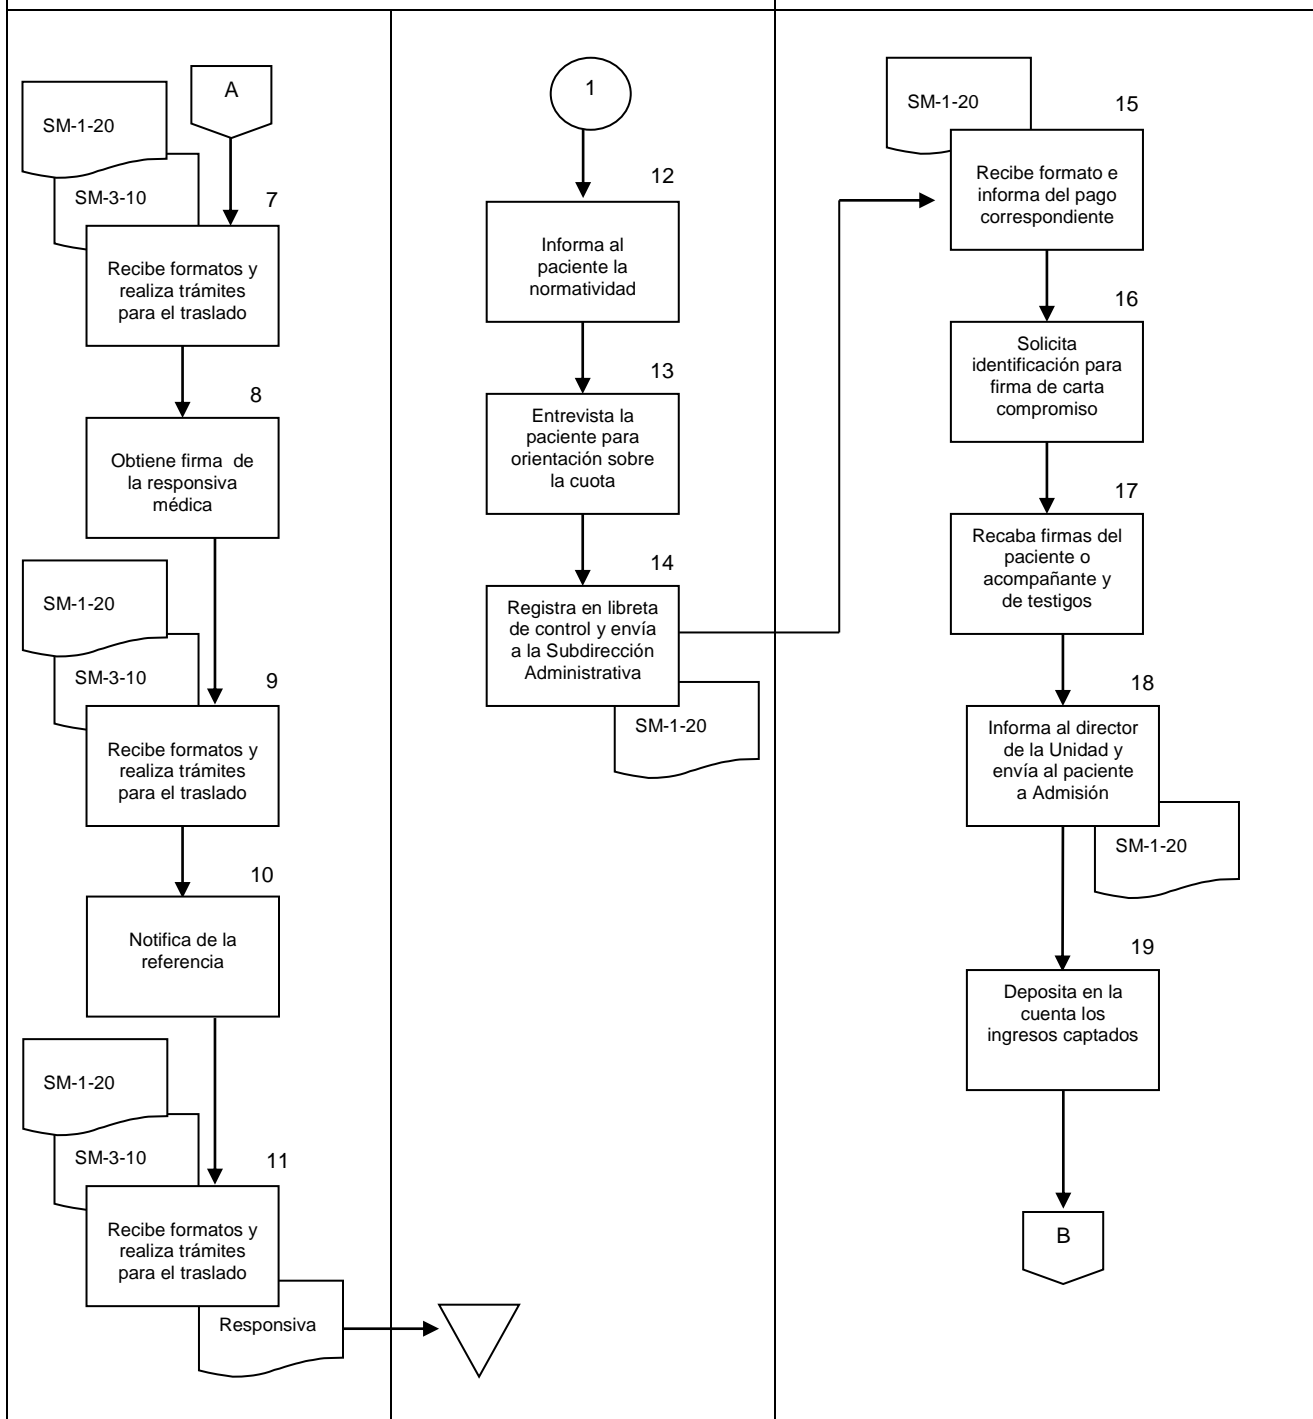 A
SM-1-20
SM-3-10
7
Recibe formatos y
realiza trámites
para el traslado
8
Obtiene firma de
la responsiva
médica
SM-1-20
SM-3-10
9
Recibe formatos y
realiza trámites
para el traslado
10
Notifica de la
referencia
SM-1-20
SM-3-10
11
Recibe formatos y
realiza trámites
para el traslado
Responsiva
1
12
Informa al
paciente la
normatividad
13
Entrevista la
paciente para
orientación sobre
la cuota
14
Registra en libreta
de control y envía
a la Subdirección
Administrativa
SM-1-20
SM-1-20
15
Recibe formato e
informa del pago
correspondiente
16
Solicita
identificación para
firma de carta
compromiso
17
Recaba firmas del
paciente o
acompañante y
de testigos
18
Informa al director
de la Unidad y
envía al paciente
a Admisión
SM-1-20
19
Deposita en la
cuenta los
ingresos captados
B